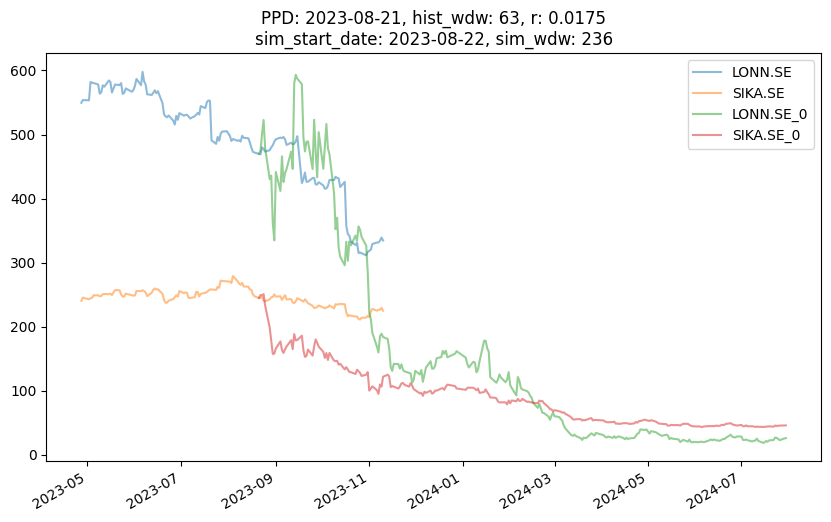 PPD: 2023-08-21, hist_wdw: 63, r: 0.0175
sim_start_date: 2023-08-22, sim_wdw: 236
LONN.SE
SIKA.SE
LONN.SE_0
SIKA.SE_0
600
500
400
300
200
100
0
2023-05
2023-07
2023-09
2023-11
2024-01
2024-03
2024-05
2024-07